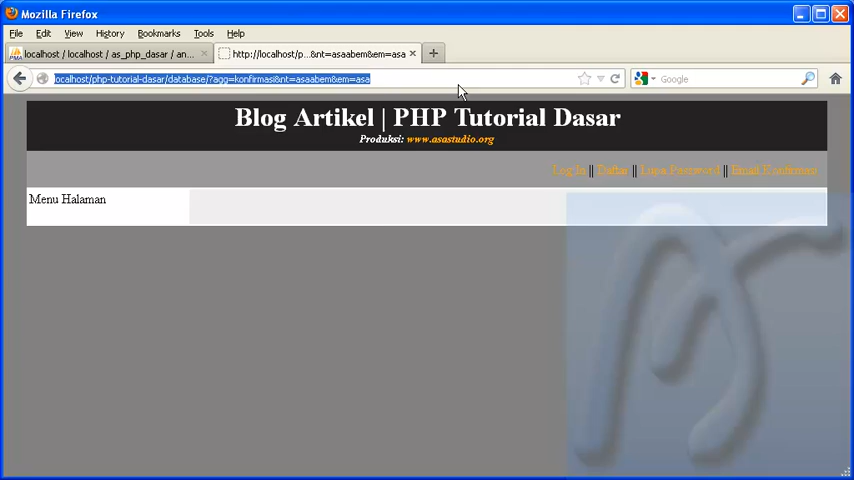 Mozilla Firefox
File Edit View History Bookmarks Tools Help
PMA localhost / localhost / as_php_dasar / an... http://localhost/p...&nt=asaabem&em=asa
localhost/php-tutorial-dasar/database/?agg=konfirmasi&nt=asaabem&em=asa Google
Blog Artikel | PHP Tutorial Dasar
Produksi: www.asastudio.org
Log In || Daftar || Lupa Password || Email Konfirmasi
Menu Halaman